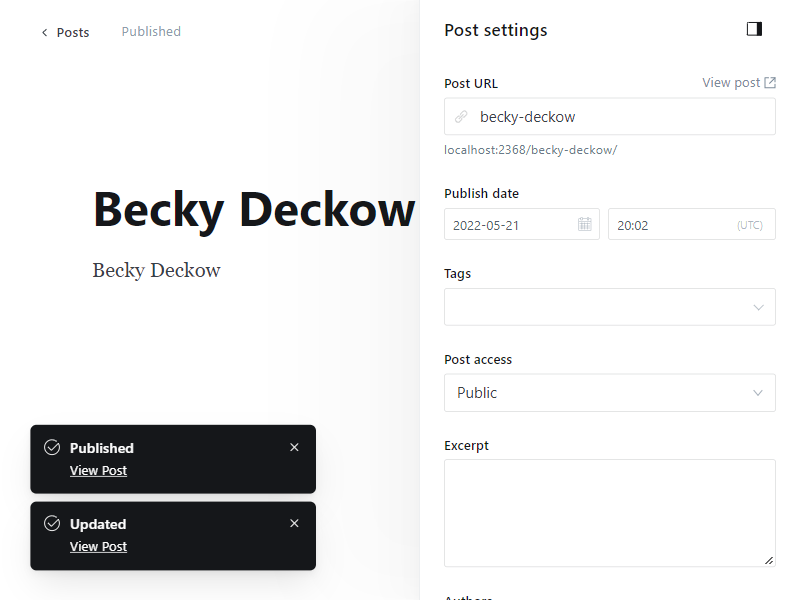 Posts
Published
Becky Deckow
Becky Deckow
Published
View Post
Updated
View Post
Post settings
Post URL
View post
becky-deckow
localhost:2368/becky-deckow/
Publish date
2022-05-21
20:02
(UTC)
Tags
Post access
Public
Excerpt
Authors